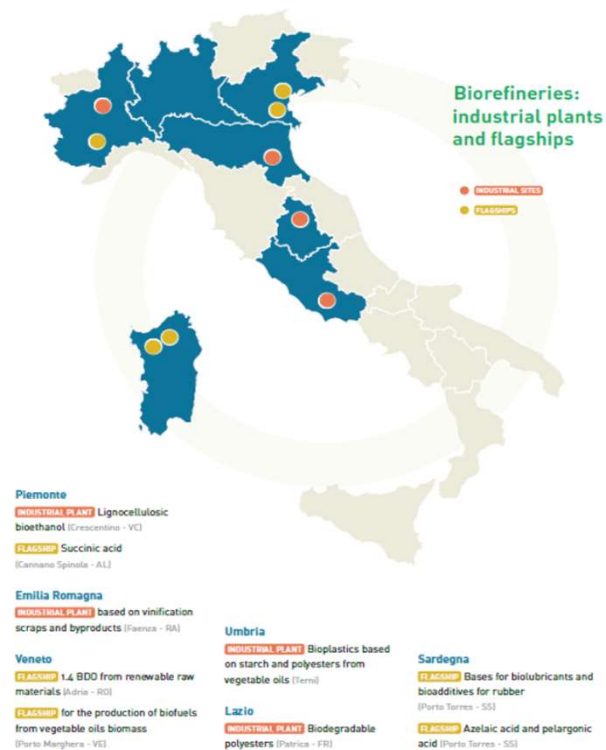 Biorefineries:
industrial plants
and flagships
INDUSTRIAL SITES
FLAGSHIPS
Piemonte
INDUSTRIAL PLANT Lignocellulosic
bioethanol (Crescentino - VC)
FLAGSHIP Succinic acid
(Cannano Spinola - AL)
Emilia Romagna
INDUSTRIAL PLANT based on vinification
scraps and byproducts (Faenza - RA)
Veneto
FLAGSHIP 1.4 BDO from renewable raw
materials (Adria - RO)
FLAGSHIP for the production of biofuels
from vegetable oils biomass
(Porto Marghera - VE)
Umbria
INDUSTRIAL PLANT Bioplastics based
on starch and polyesters from
vegetable oils (Terni)
Lazio
INDUSTRIAL PLANT Biodegradable
polyesters (Patrica - FR)
Sardegna
FLAGSHIP Bases for biolubricants and
bioadditives for rubber
(Porto Torres - SS)
FLAGSHIP Azelaic acid and pelargonic
acid (Porto Torres - SS)